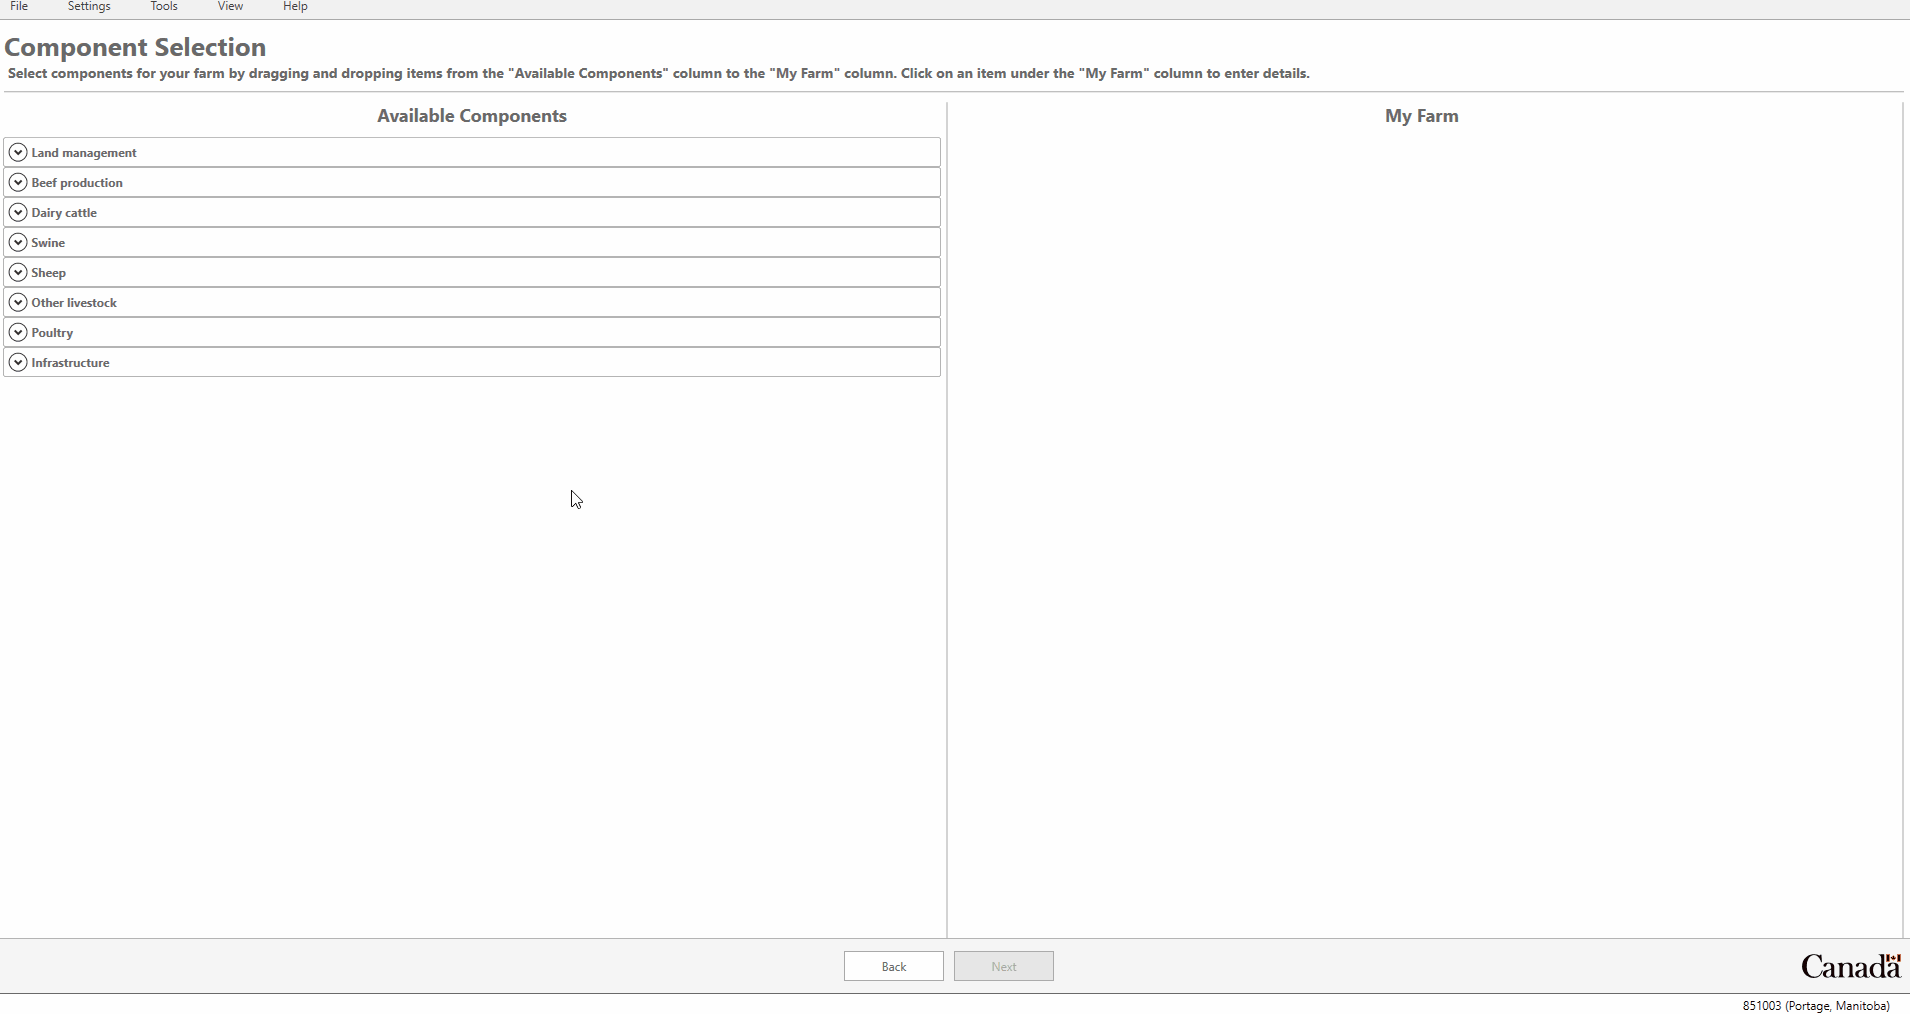 File Settings Tools View Help
Component Selection
Select components for your farm by dragging and dropping items from the "Available Components" column to the "My Farm" column. Click on an item under the "My Farm" column to enter details.
Available Components
My Farm
Land management
Beef production
Dairy cattle
Swine
Sheep
Other livestock
Poultry
Infrastructure
Back
Next
Canada
851003 (Portage, Manitoba)